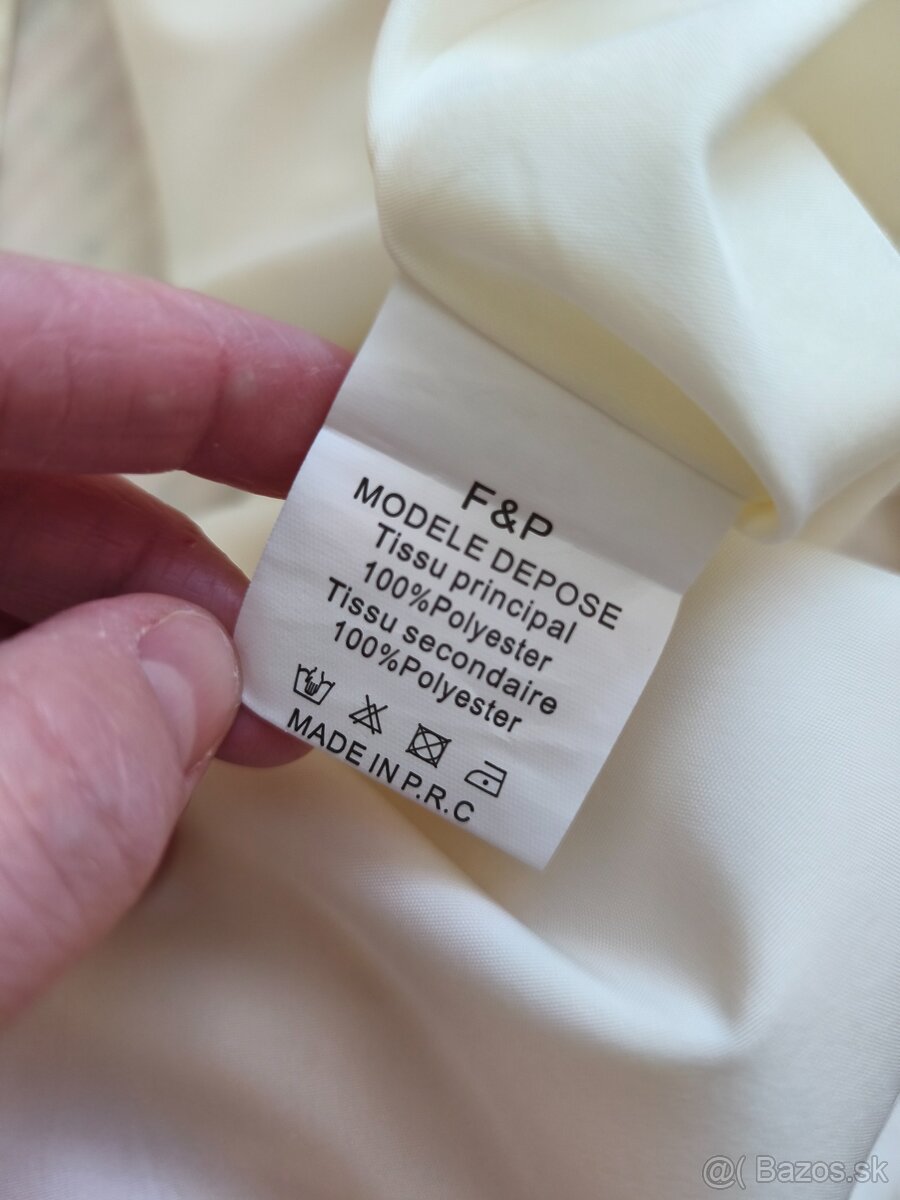 F&P
MODELE DEPOSE
Tissu principal
100%Polyester
Tissu secondaire
100%Polyester
MADE IN P.R.C
@( Bazos.sk